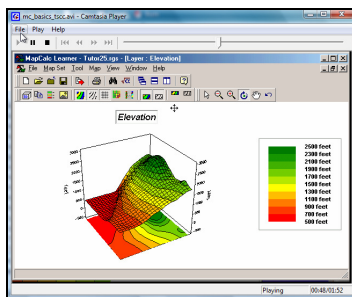 mc_basics_tscc.avi - Camtasia Player
File Play Help
MapCalc Learner - Tutor25.rgs - [Layer : Elevation]
File Map Set Tool Map View Window Help
Elevation
2500 feet
2300 feet
2100 feet
1900 feet
1700 feet
1500 feet
1300 feet
1100 feet
900 feet
700 feet
500 feet
Playing 00:48/01:52